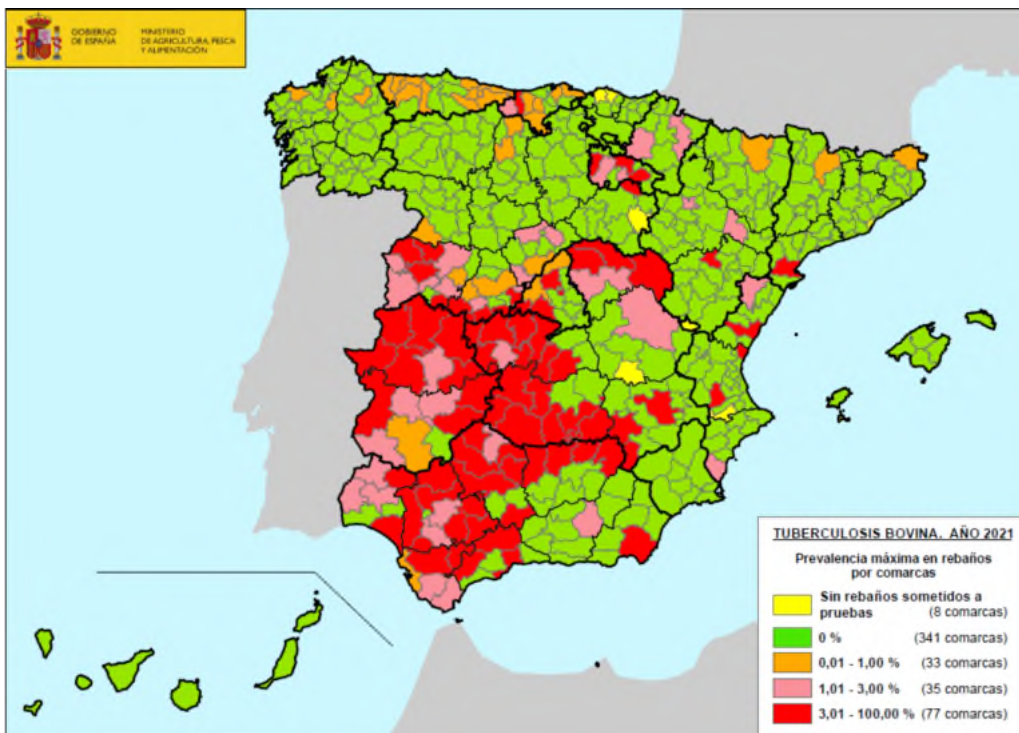 GOBIERNO
DE ESPAÑA
MINISTERIO
DE AGRICULTURA, PESCA
Y ALIMENTACIÓN
TUBERCULOSIS BOVINA. AÑO 2021
Prevalencia máxima en rebaños
por comarcas
Sin rebaños sometidos a
pruebas (8 comarcas)
0 % (341 comarcas)
0,01 - 1,00 % (33 comarcas)
1,01 - 3,00 % (35 comarcas)
3,01 - 100,00 % (77 comarcas)